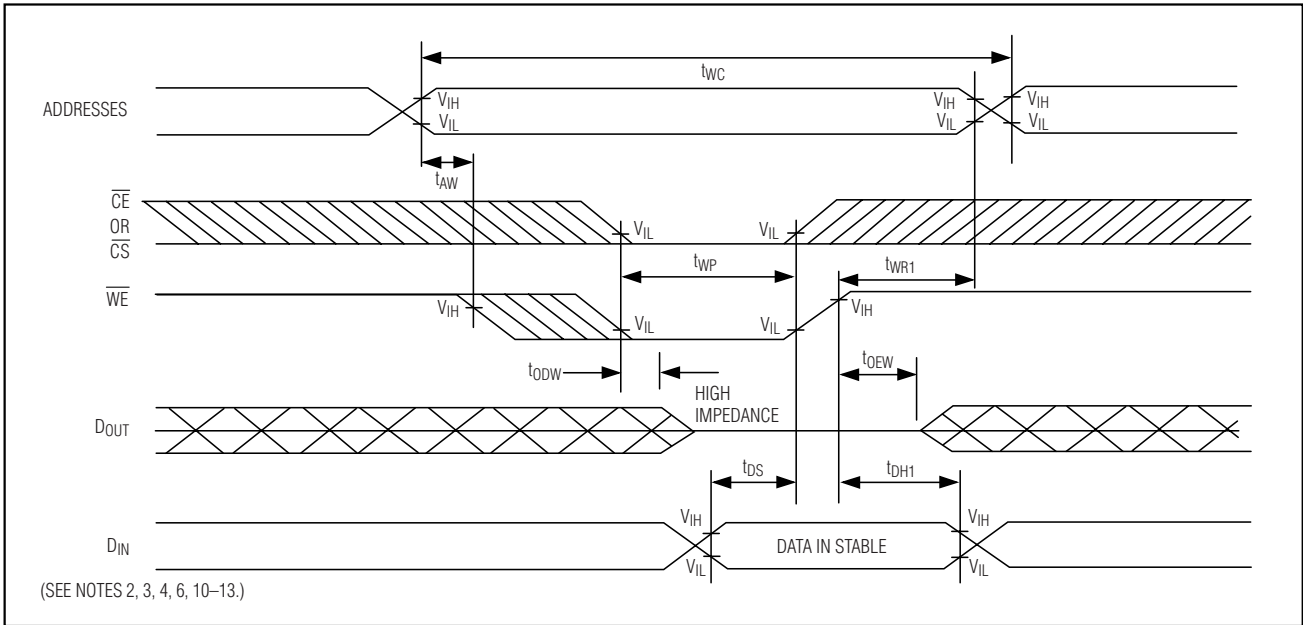 tWC
ADDRESSES
VIH
VIL
VIH
VIL
VIH
VIL
tAW
CE
OR
CS
VIL
VIL
tWP
tWR1
WE
VIH
VIL
VIL
VIH
tODW
tOEW
HIGH
IMPEDANCE
DOUT
tDS
tDH1
DIN
VIH
VIL
DATA IN STABLE
VIH
VIL
(SEE NOTES 2, 3, 4, 6, 10–13.)